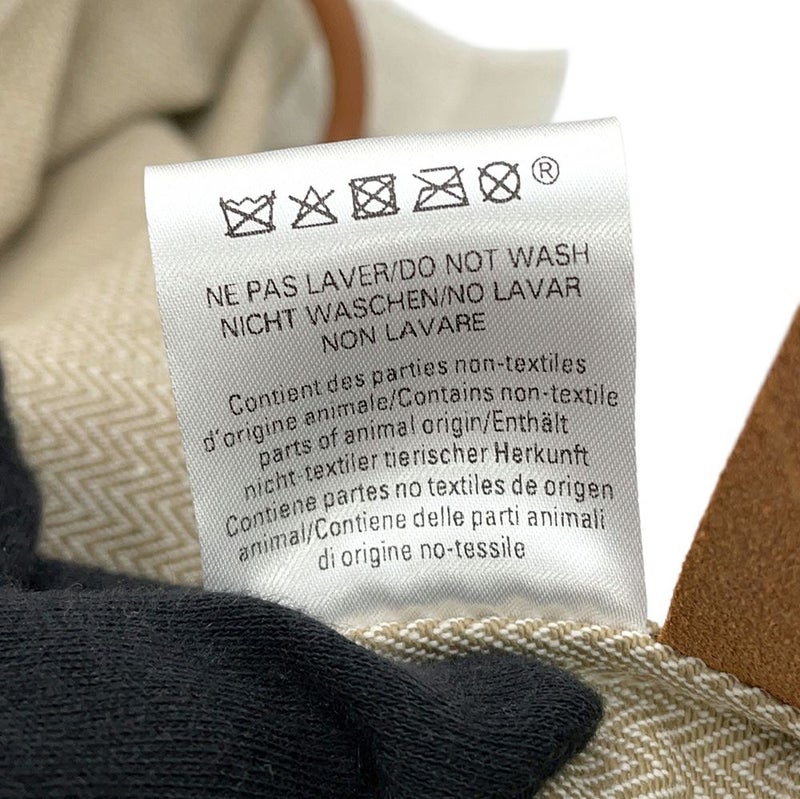 ®
NE PAS LAVER/DO NOT WASH
NICHT WASCHEN/NO LAVAR
NON LAVARE
Contient des parties non-textiles
d'origine animale/Contains non-textile
parts of animal origin/Enthält
nicht-textiler tierischer Herkunft
Contiene partes no textiles de origen
animal/Contiene delle parti animali
di origine no-tessile